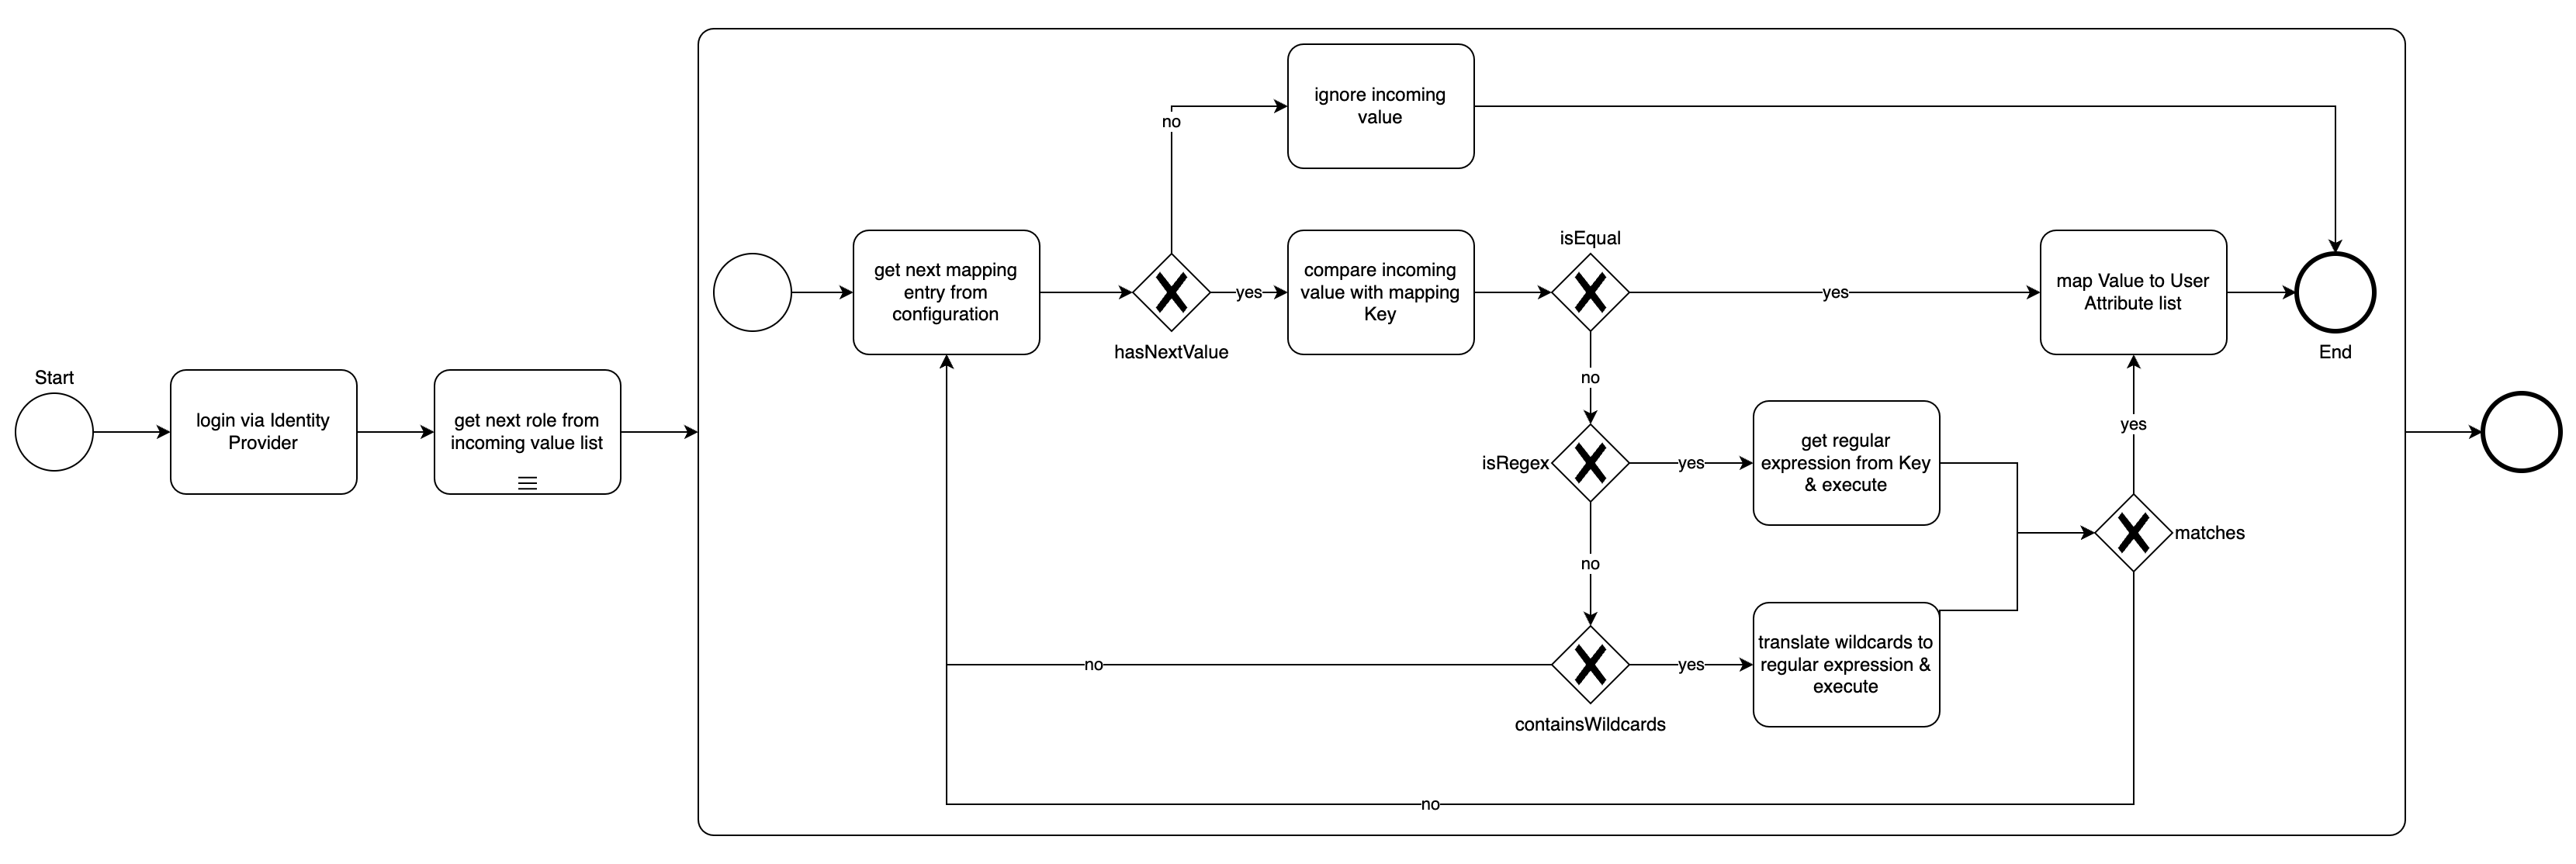 Start
login via Identity
Provider
get next role from
incoming value list
get next mapping
entry from
configuration
hasNextValue
no
ignore incoming
value
yes
compare incoming
value with mapping
Key
isEqual
yes
map Value to User
Attribute list
End
no
isRegex
yes
get regular
expression from Key
& execute
no
containsWildcards
yes
translate wildcards to
regular expression &
execute
no
matches
yes
no